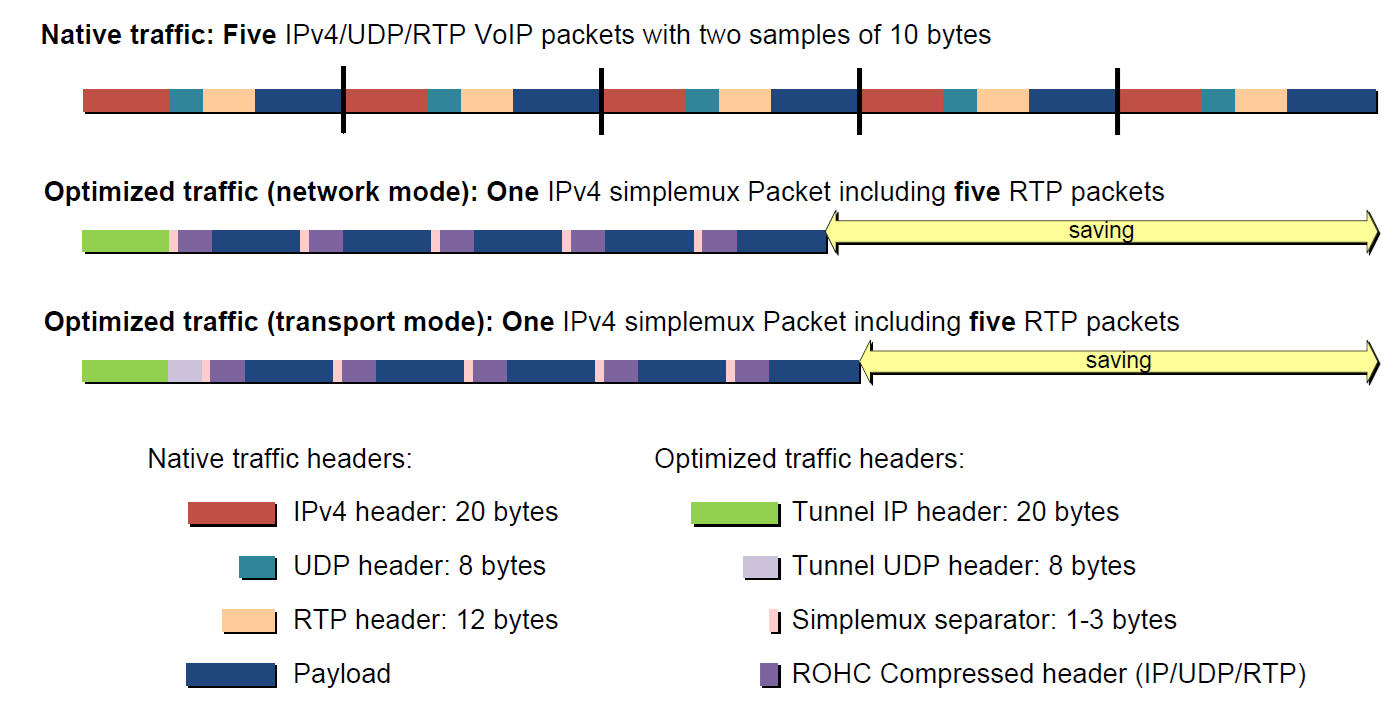 Native traffic: Five IPv4/UDP/RTP VoIP packets with two samples of 10 bytes
Optimized traffic (network mode): One IPv4 simplemux Packet including five RTP packets
saving
Optimized traffic (transport mode): One IPv4 simplemux Packet including five RTP packets
saving
Native traffic headers:
IPv4 header: 20 bytes
UDP header: 8 bytes
RTP header: 12 bytes
Payload
Optimized traffic headers:
Tunnel IP header: 20 bytes
Tunnel UDP header: 8 bytes
Simplemux separator: 1-3 bytes
ROHC Compressed header (IP/UDP/RTP)